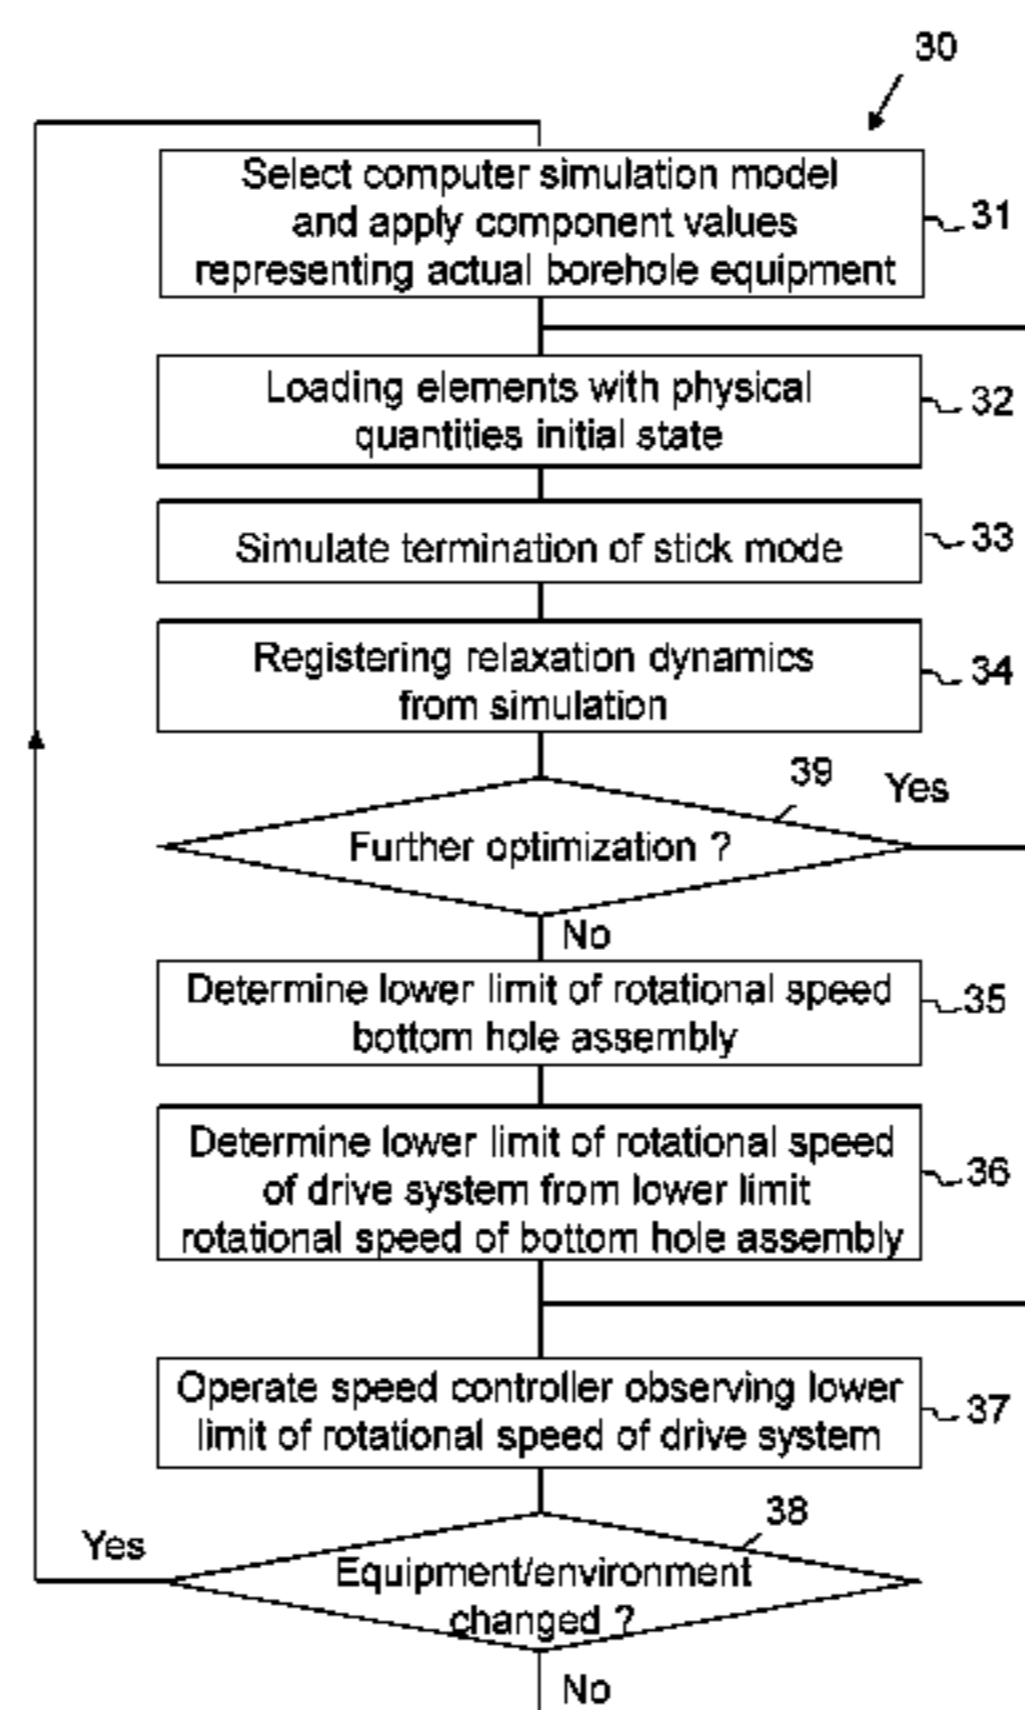 30
Select computer simulation model
and apply component values
representing actual borehole equipment
31
Loading elements with physical
quantities initial state
32
Simulate termination of stick mode
33
Registering relaxation dynamics
from simulation
34
39
Yes
Further optimization ?
No
Determine lower limit of rotational speed
bottom hole assembly
35
Determine lower limit of rotational speed
of drive system from lower limit
rotational speed of bottom hole assembly
36
Operate speed controller observing lower
limit of rotational speed of drive system
37
38
Yes
Equipment/environment
changed ?
No